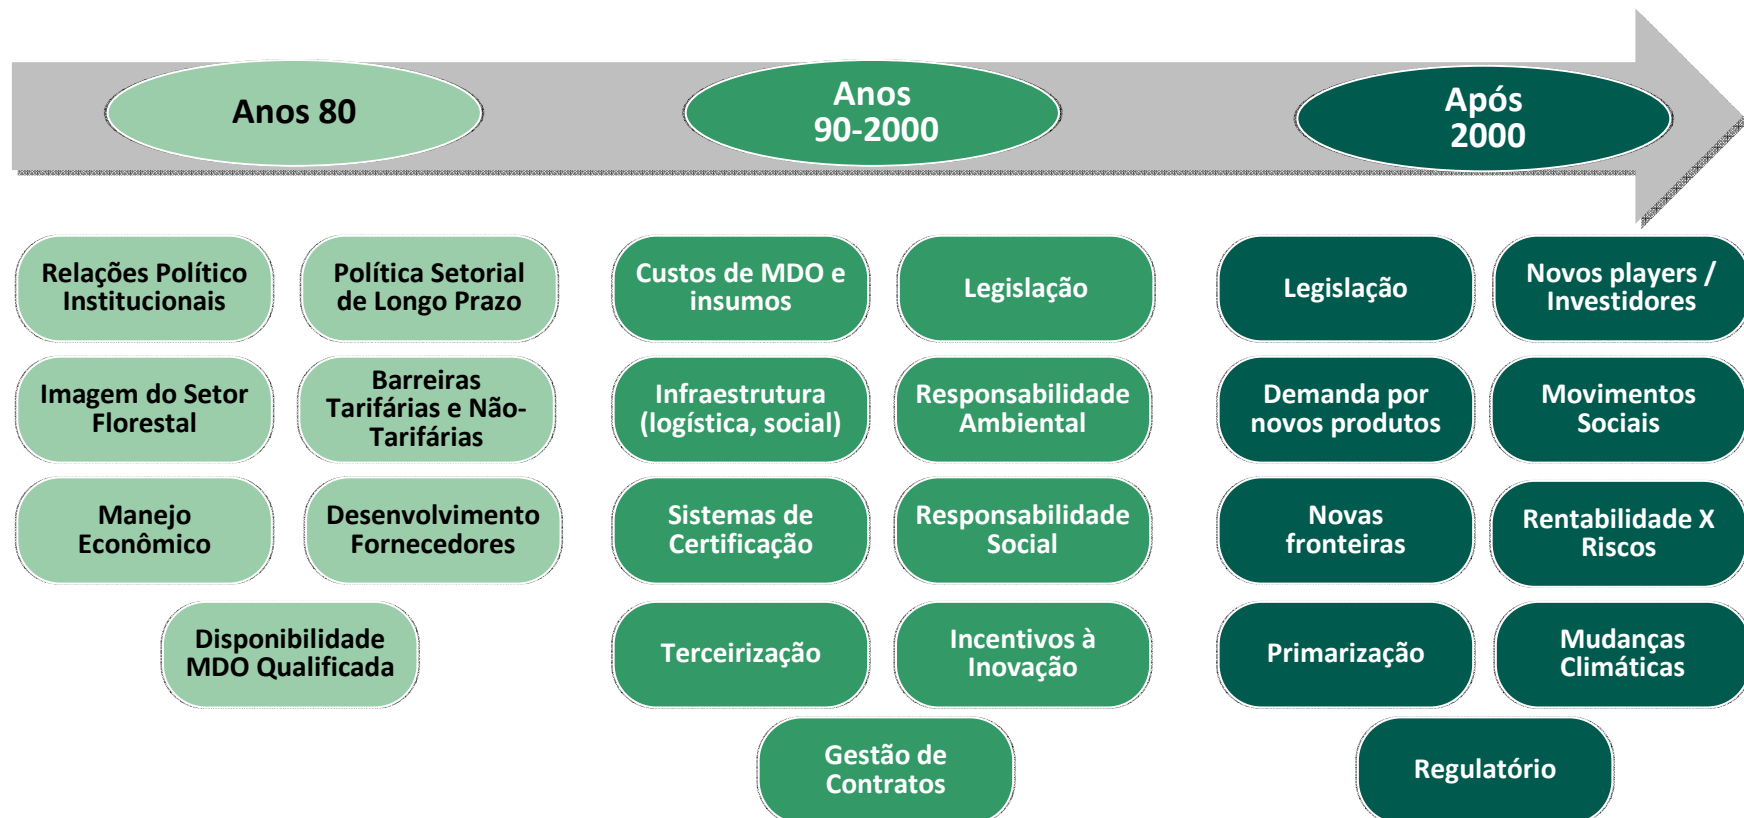 Anos 80
Anos
90-2000
Após
2000
Relações Político
Institucionais
Política Setorial
de Longo Prazo
Imagem do Setor
Florestal
Barreiras
Tarifárias e Não-
Tarifárias
Manejo
Econômico
Desenvolvimento
Fornecedores
Disponibilidade
MDO Qualificada
Custos de MDO e
insumos
Legislação
Infraestrutura
(logística, social)
Responsabilidade
Ambiental
Sistemas de
Certificação
Responsabilidade
Social
Terceirização
Incentivos à
Inovação
Gestão de
Contratos
Legislação
Novos players /
Investidores
Demanda por
novos produtos
Movimentos
Sociais
Novas
fronteiras
Rentabilidade X
Riscos
Primarização
Mudanças
Climáticas
Regulatório